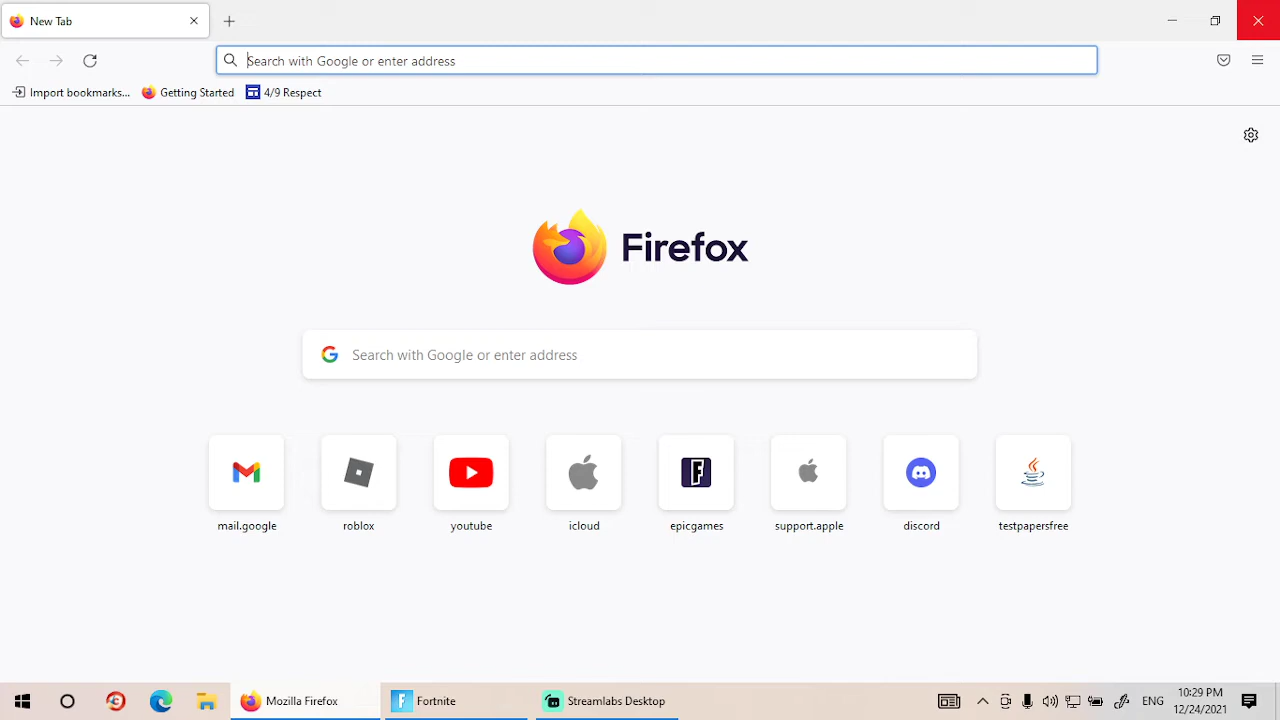 New Tab
Search with Google or enter address
Import bookmarks...
Getting Started
4/9 Respect
Firefox
Search with Google or enter address
mail.google
roblox
youtube
icloud
epicgames
support.apple
discord
testpapersfree
Mozilla Firefox
Fortnite
Streamlabs Desktop
ENG
10:29 PM
12/24/2021